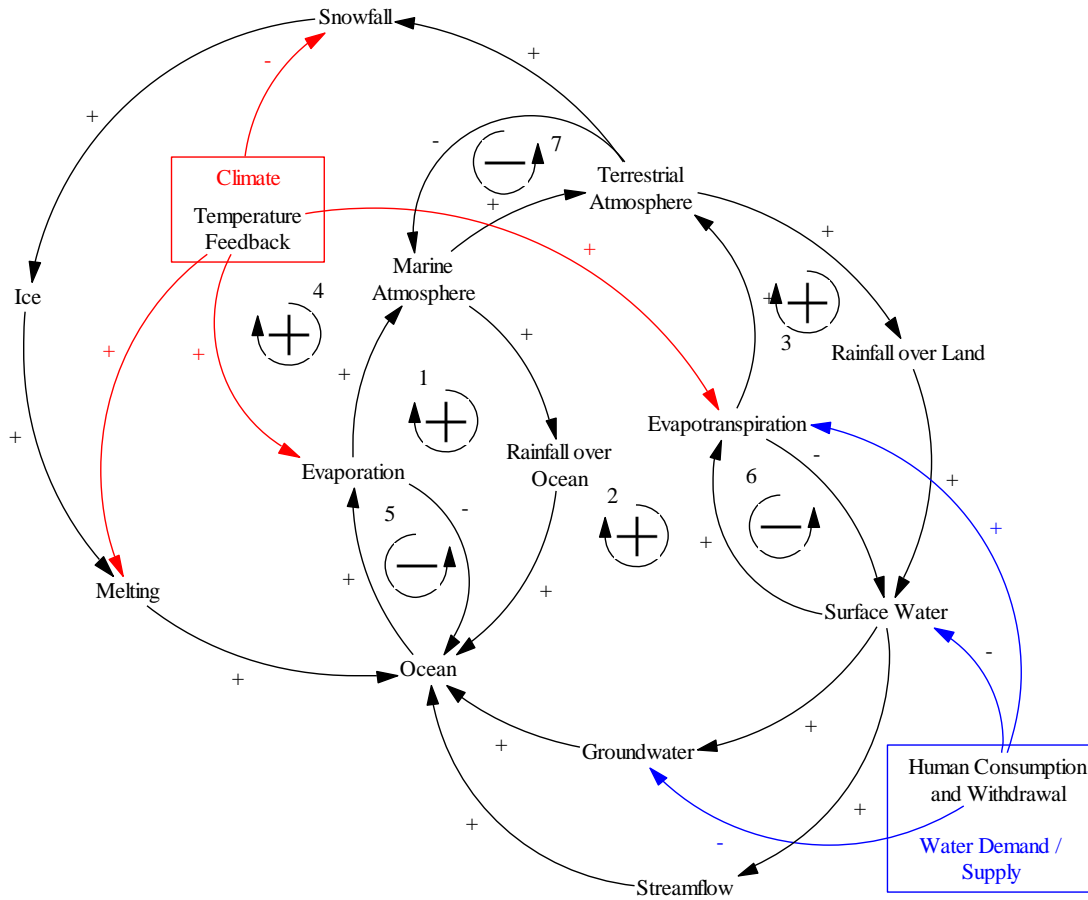 Snowfall
-
+
+
-
7
Climate
Terrestrial
Atmosphere
Temperature
Feedback
+
+
+
Marine
Atmosphere
Ice
4
+
+
3
+
Rainfall over Land
+
+
+
1
Evapotranspiration
+
Rainfall over
Ocean
-
Evaporation
6
+
2
-
5
+
+
+
+
Melting
+
Surface Water
-
Ocean
+
+
+
Groundwater
Human Consumption
and Withdrawal
+
+
-
Water Demand /
Supply
Streamflow